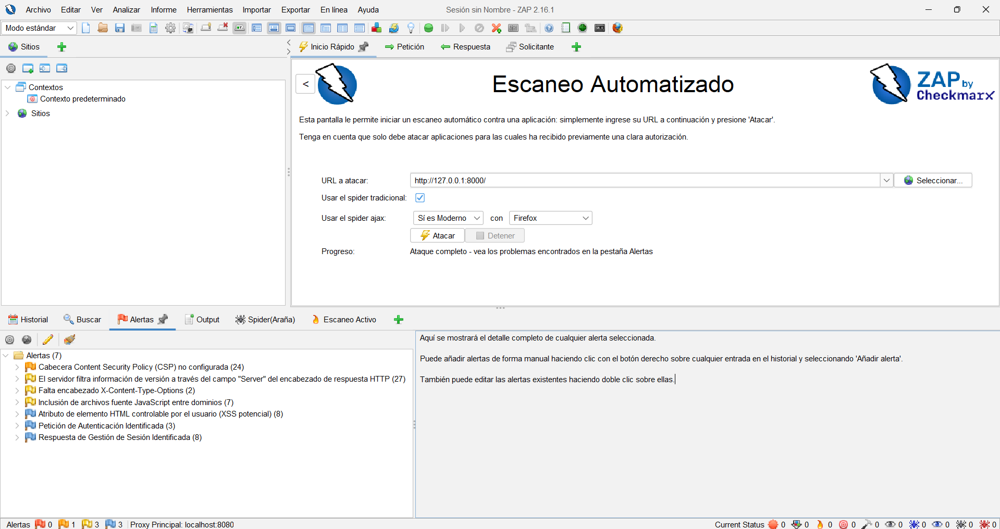 Archivo Editar Ver Analizar Informe Herramientas Importar Exportar En línea Ayuda Sesión sin Nombre - ZAP 2.16.1
Modo estándar
Sitios
Inicio Rápido Petición Respuesta Solicitante
Contextos
Contexto predeterminado
Sitios
<
Escaneo Automatizado
ZAP by
Checkmarx
Esta pantalla le permite iniciar un escaneo automático contra una aplicación: simplemente ingrese su URL a continuación y presione 'Atacar'.
Tenga en cuenta que solo debe atacar aplicaciones para las cuales ha recibido previamente una clara autorización.
URL a atacar: http://127.0.0.1:8000/ Seleccionar...
Usar el spider tradicional:
Usar el spider ajax: Sí es Moderno con Firefox
Atacar Detener
Progreso: Ataque completo - vea los problemas encontrados en la pestaña Alertas
Historial Buscar Alertas Output Spider(Araña) Escaneo Activo
Alertas (7)
Cabecera Content Security Policy (CSP) no configurada (24)
El servidor filtra información de versión a través del campo "Server" del encabezado de respuesta HTTP (27)
Falta encabezado X-Content-Type-Options (2)
Inclusión de archivos fuente JavaScript entre dominios (7)
Atributo de elemento HTML controlable por el usuario (XSS potencial) (8)
Petición de Autenticación Identificada (3)
Respuesta de Gestión de Sesión Identificada (8)
Aquí se mostrará el detalle completo de cualquier alerta seleccionada.
Puede añadir alertas de forma manual haciendo clic con el botón derecho sobre cualquier entrada en el historial y seleccionando 'Añadir alerta'.
También puede editar las alertas existentes haciendo doble clic sobre ellas.
Alertas 0 1 3 3 Proxy Principal: localhost:8080 Current Status 0 0 0 0 0 0 0 0 0 0